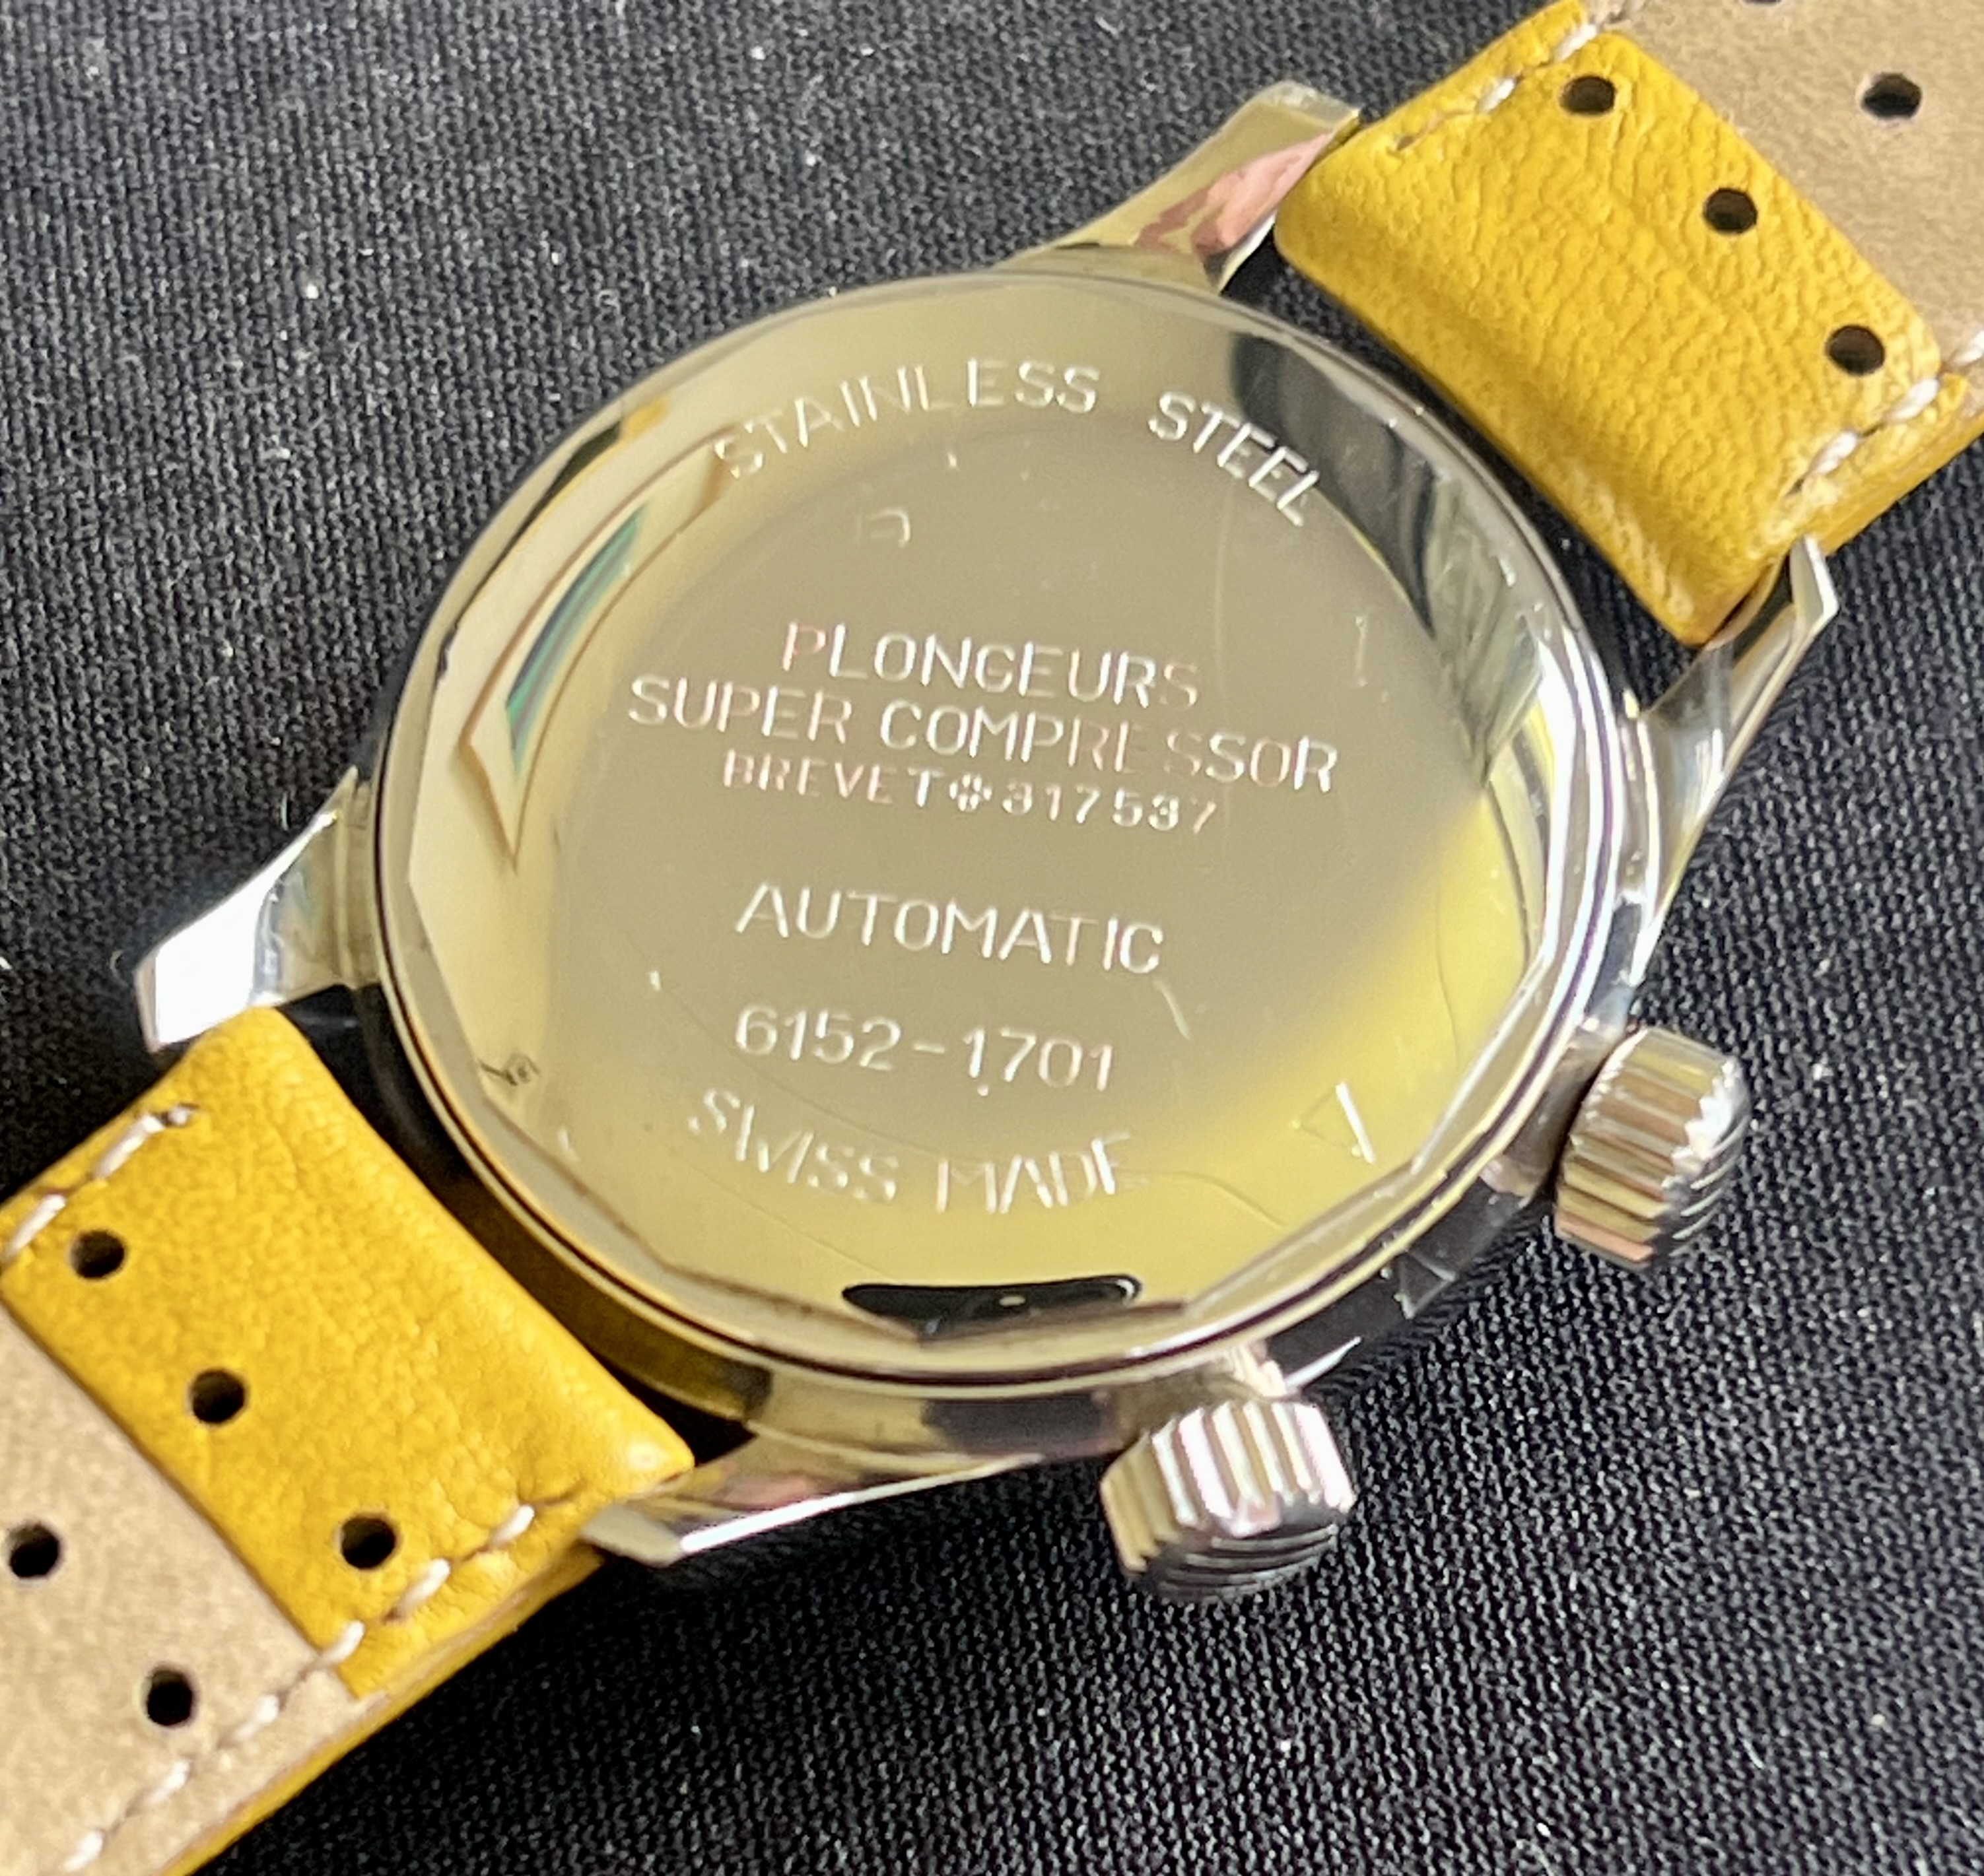 STAINLESS STEEL
PLONGEURS
SUPER COMPRESSOR
BREVET 317537
AUTOMATIC
6152-1701
SWISS MADE